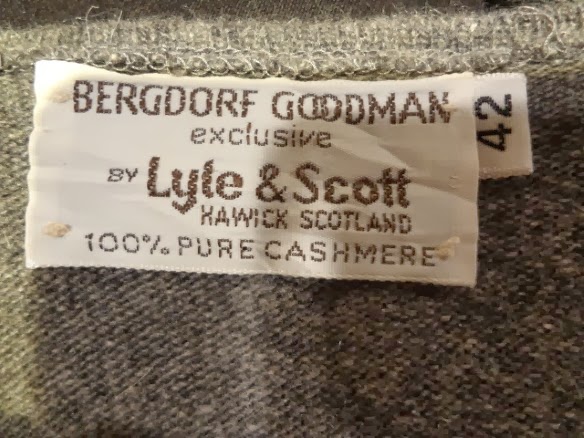 BERGDORF GOODMAN
exclusive
BY Lyle & Scott
HAWICK SCOTLAND
100% PURE CASHMERE
42